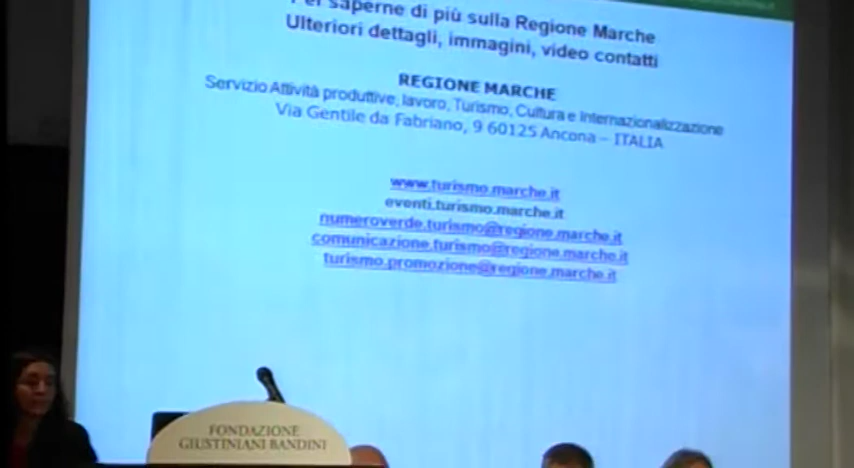 Per saperne di più sulla Regione Marche
Ulteriori dettagli, immagini, video contatti
REGIONE MARCHE
Servizio Attività produttive, lavoro, Turismo, Cultura e Internazionalizzazione
Via Gentile da Fabriano, 9 60125 Ancona – ITALIA
www.turismo.marche.it
eventi.turismo.marche.it
numeroverde.turismo@regione.marche.it
comunicazione.turismo@regione.marche.it
turismo.promozione@regione.marche.it
FONDAZIONE
GIUSTINIANI BANDINI